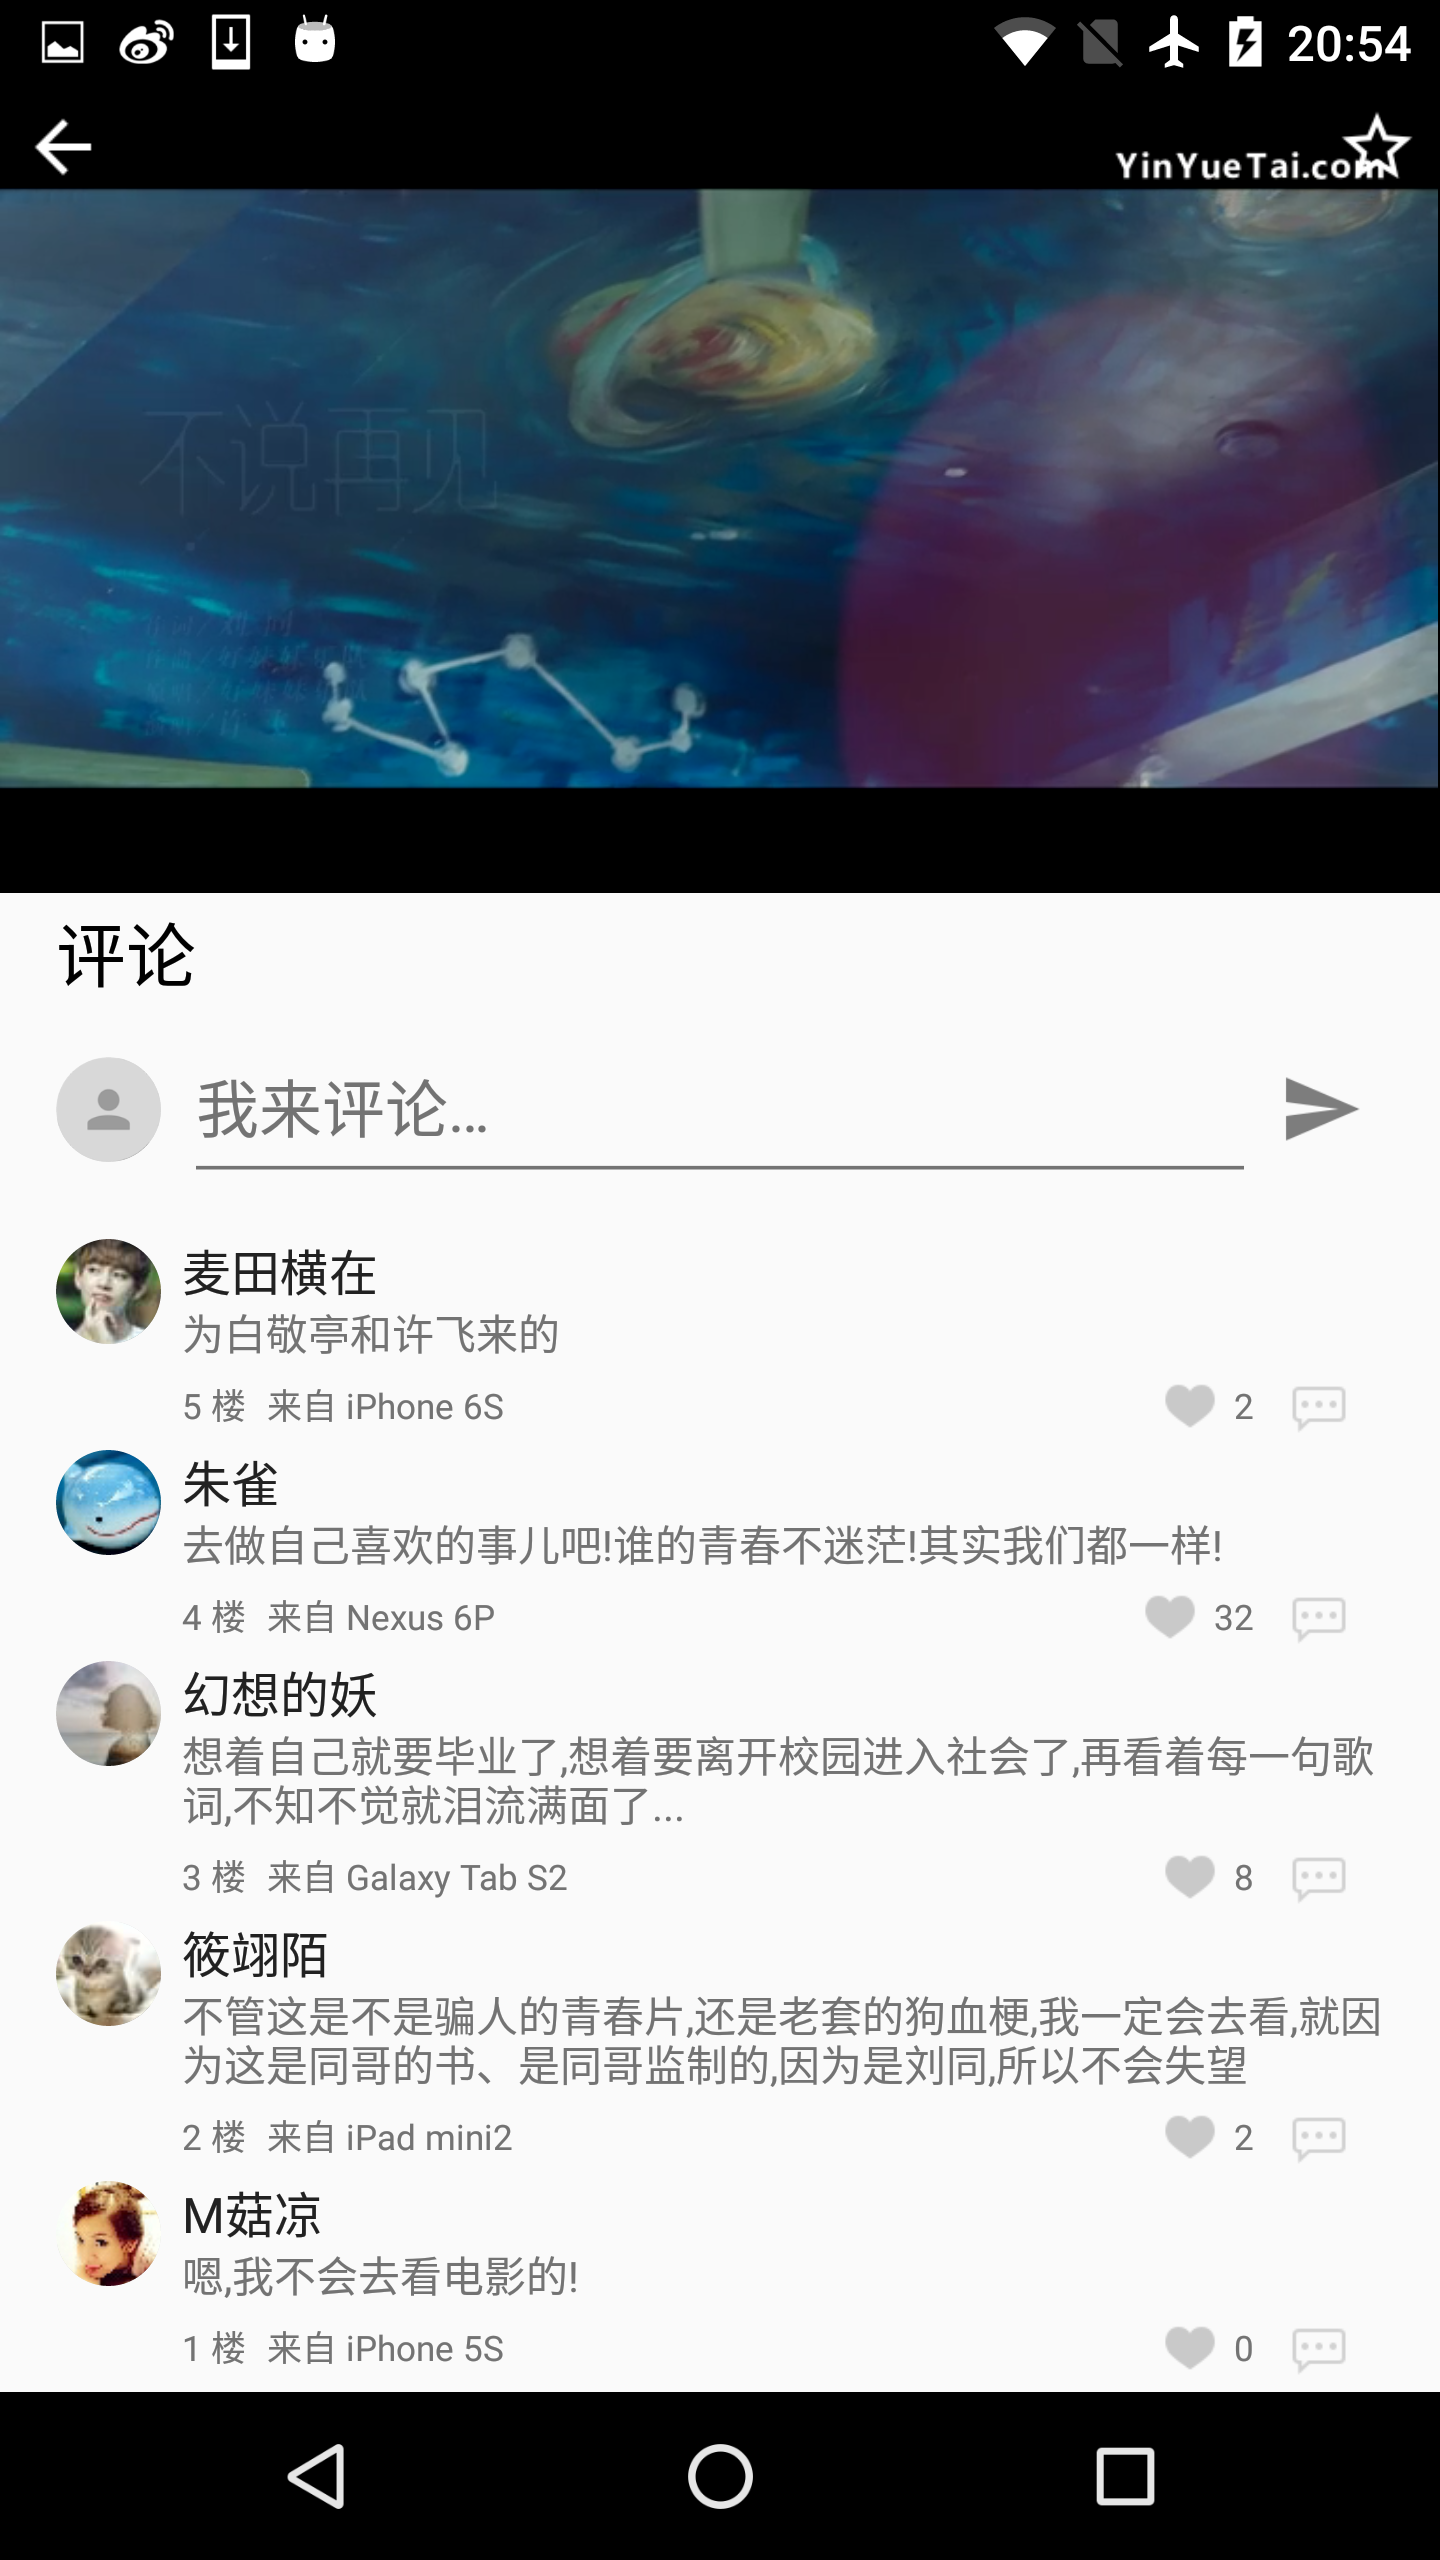 20:54
YinYueTai.com
不说再见
评论
我来评论...
麦田横在
为白敬亭和许飞来的
5 楼 来自 iPhone 6S
2
朱雀
去做自己喜欢的事儿吧!谁的青春不迷茫!其实我们都一样!
4 楼 来自 Nexus 6P
32
幻想的妖
想着自己就要毕业了,想着要离开校园进入社会了,再看着每一句歌
词,不知不觉就泪流满面了...
3 楼 来自 Galaxy Tab S2
8
筱翊陌
不管这是不是骗人的青春片,还是老套的狗血梗,我一定会去看,就因
为这是同哥的书、是同哥监制的,因为是刘同,所以不会失望
2 楼 来自 iPad mini2
2
M菇凉
嗯,我不会去看电影的!
1 楼 来自 iPhone 5S
0